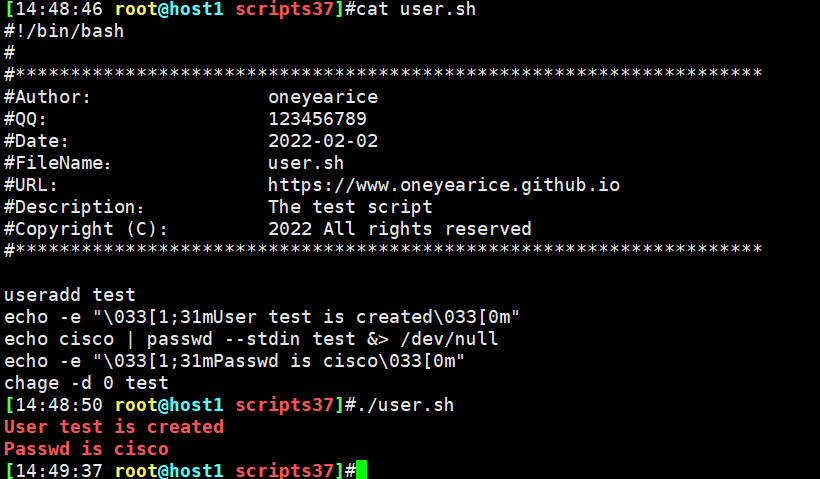 [14:48:46 root@host1 scripts37]#cat user.sh
#!/bin/bash
#
#********************************************************************
#Author:                oneyearice
#QQ:                    123456789
#Date:                  2022-02-02
#FileName：             user.sh
#URL:                   https://www.oneyearice.github.io
#Description：          The test script
#Copyright (C):         2022 All rights reserved
#********************************************************************

useradd test
echo -e "\033[1;31mUser test is created\033[0m"
echo cisco | passwd --stdin test &> /dev/null
echo -e "\033[1;31mPasswd is cisco\033[0m"
chage -d 0 test
[14:48:50 root@host1 scripts37]#./user.sh
User test is created
Passwd is cisco
[14:49:37 root@host1 scripts37]#